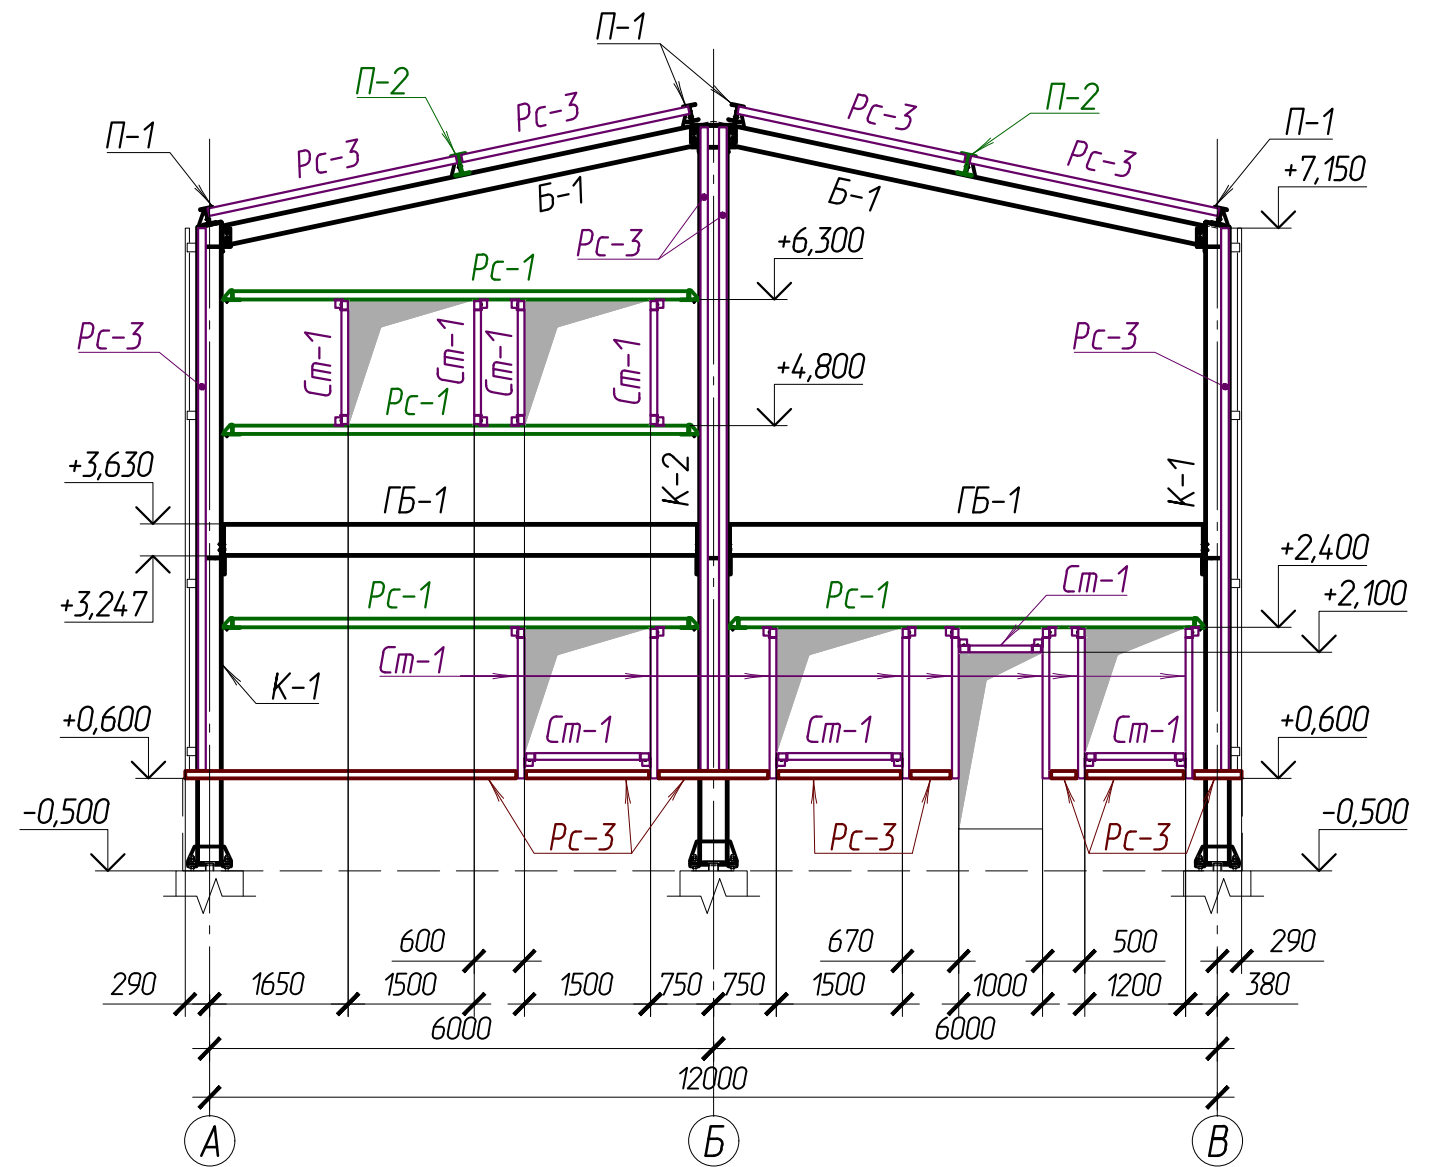 П-1
П-2
Рс-3
П-2
Рс-3
П-1
П-1
Рс-3
Рс-3
+7,150
Б-1
Б-1
Рс-3
+6,300
Рс-1
Рс-3
Ст-1
Ст-1
Ст-1
Ст-1
Рс-3
+4,800
Рс-1
+3,630
К-2
К-1
ГБ-1
ГБ-1
+2,400
+3,247
Рс-1
Рс-1
Ст-1
+2,100
Ст-1
К-1
+0,600
Ст-1
Ст-1
Ст-1
+0,600
-0,500
Рс-3
Рс-3
Рс-3
-0,500
600
670
500
290
290
1650
1500
1500
750
750
1500
1000
1200
380
6000
6000
12000
А
Б
В